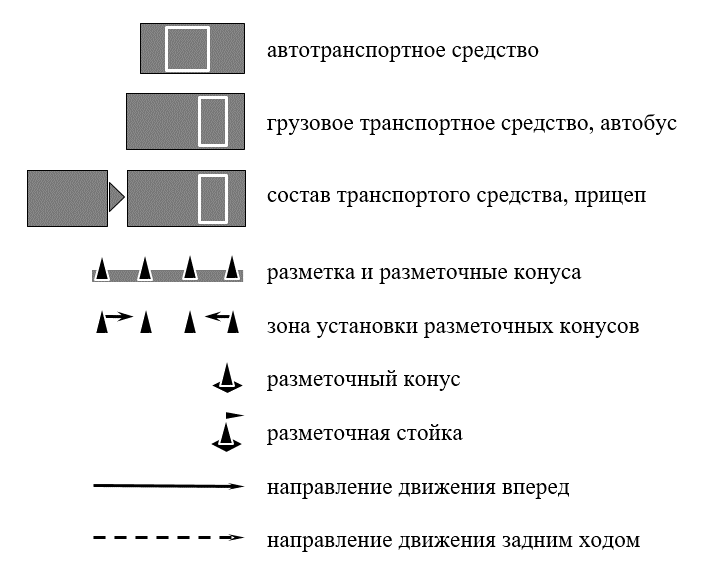 автотранспортное средство
грузовое транспортное средство, автобус
состав транспортого средства, прицеп
разметка и разметочные конуса
зона установки разметочных конусов
разметочный конус
разметочная стойка
направление движения вперед
направление движения задним ходом